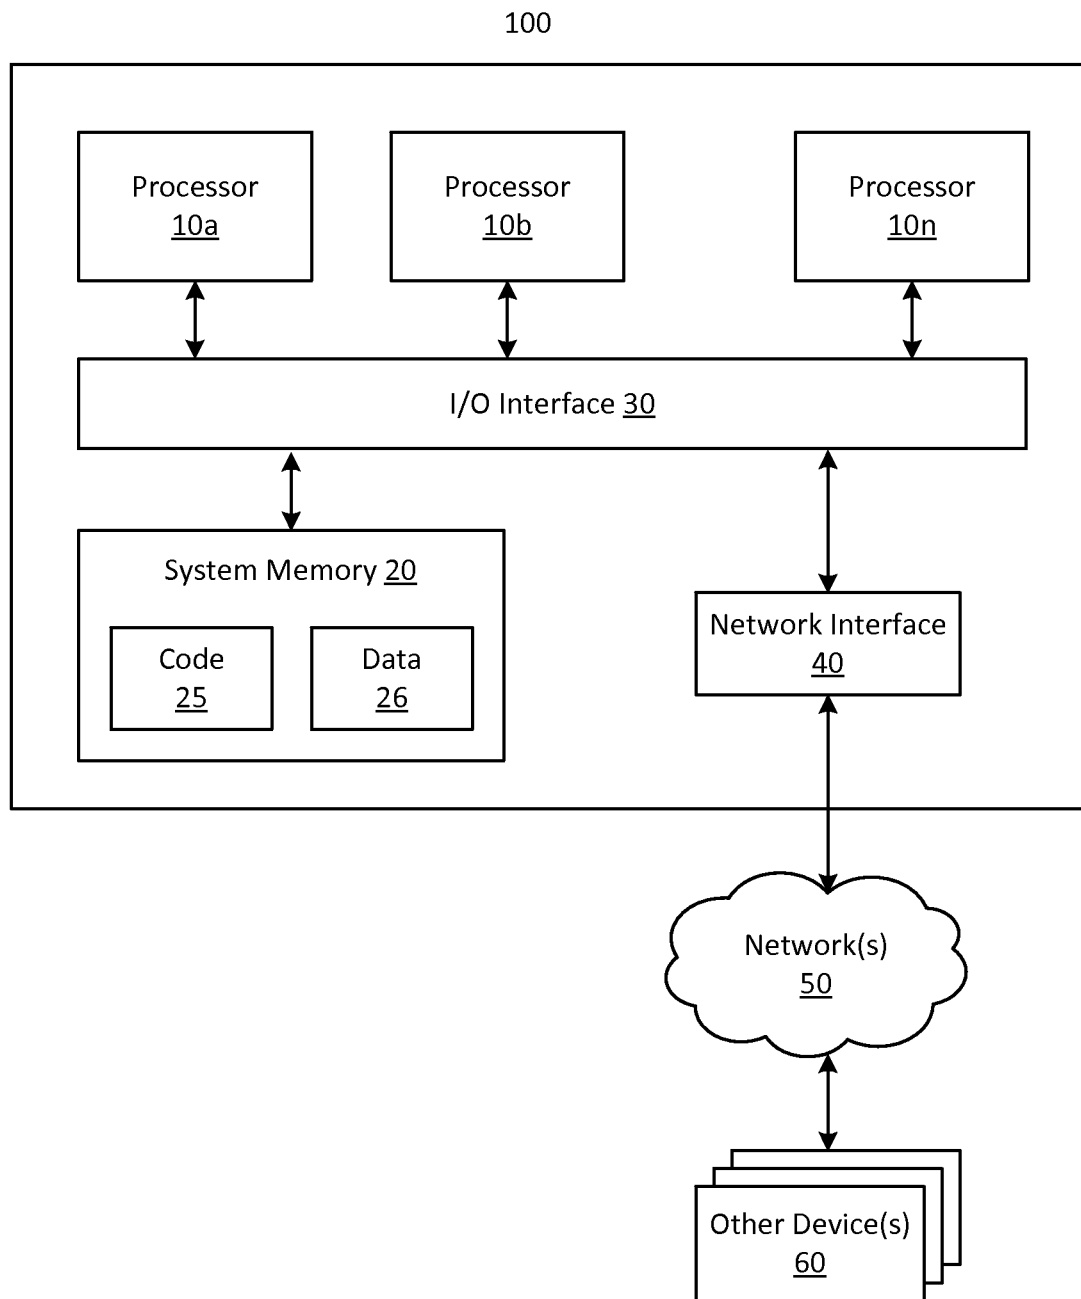 100
Processor
10a
Processor
10b
Processor
10n
I/O Interface 30
System Memory 20
Code
25
Data
26
Network Interface
40
Network(s)
50
Other Device(s)
60